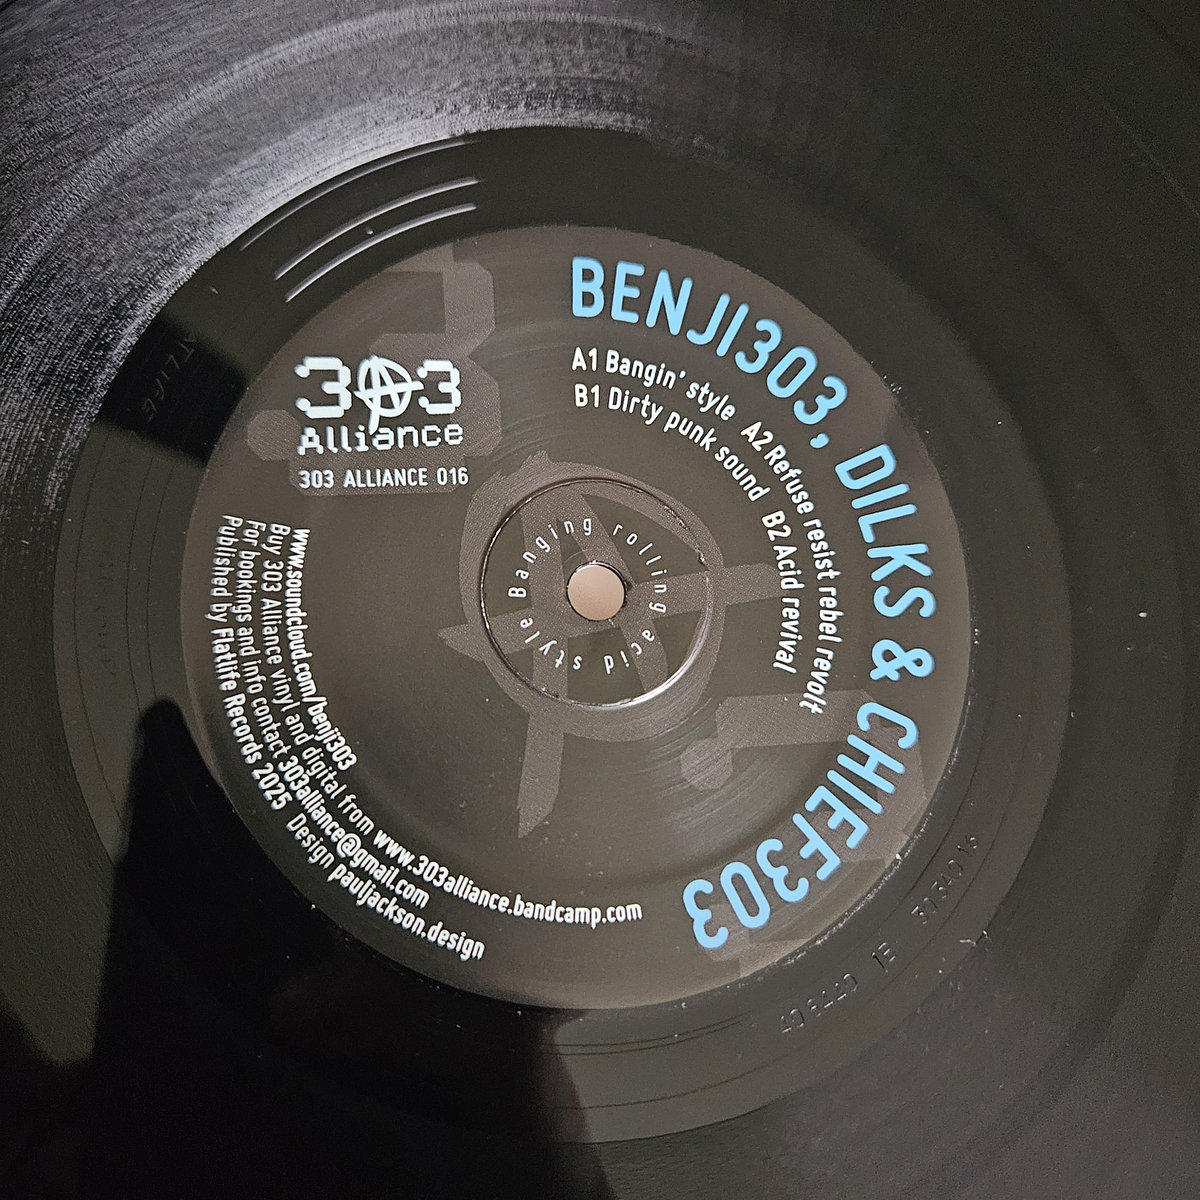 BENJI303, DILKS & CHIEF303
A1 Bangin' style A2 Refuse resist rebel revolt
B1 Dirty punk sound B2 Acid revival
303
Alliance
303 ALLIANCE 016
Banging rolling acid style
www.soundcloud.com/benji303
Buy 303 Alliance vinyl and digital from www.303alliance.bandcamp.com
For bookings and info contact 303alliance@gmail.com
Published by Flatlife Records 2025 Design pauljackson.design